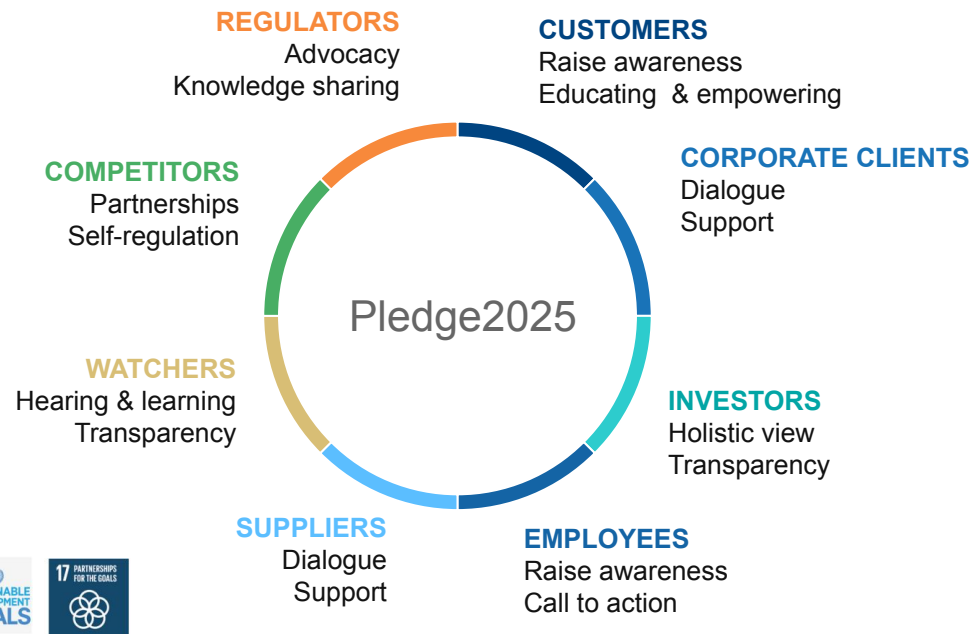 REGULATORS
Advocacy
Knowledge sharing
CUSTOMERS
Raise awareness
Educating & empowering
COMPETITORS
Partnerships
Self-regulation
CORPORATE CLIENTS
Dialogue
Support
Pledge2025
WATCHERS
Hearing & learning
Transparency
INVESTORS
Holistic view
Transparency
SUPPLIERS
Dialogue
Support
EMPLOYEES
Raise awareness
Call to action
17 PARTNERSHIPS
FOR THE GOALS